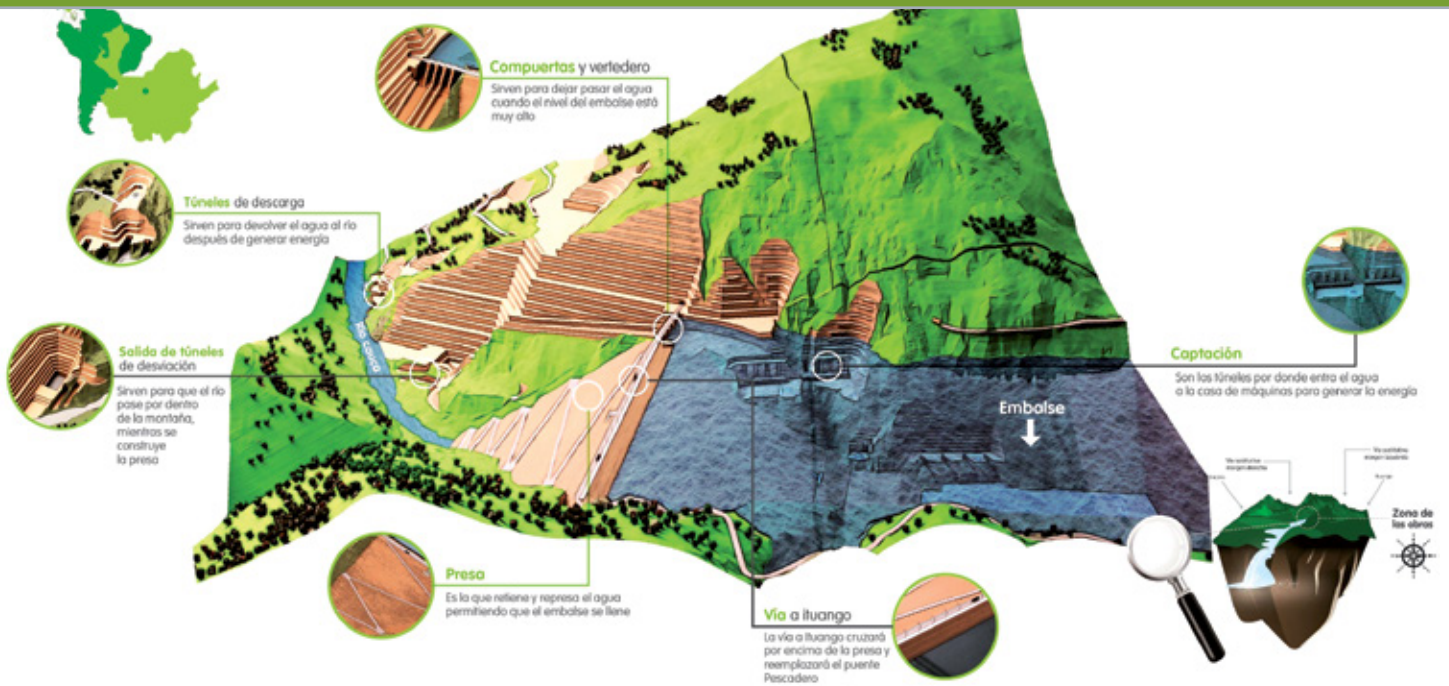 Compuertas y vertedero
Sirven para dejar pasar el agua
cuando el nivel del embalse está
muy alto
Túneles de descarga
Sirven para devolver el agua al río
después de generar energía
Río Cauca
Salida de túneles
de desviación
Sirven para que el río
pase por dentro
de la montaña,
mientras se
construye
la presa
Captación
Son los túneles por donde entra el agua
a la casa de máquinas para generar la energía
Embalse
Zona de
las obras
Presa
Es la que retiene y represa el agua
permitiendo que el embalse se llene
Vía a Ituango
La vía a Ituango cruzará
por encima de la presa y
reemplazará el puente
Pescadero